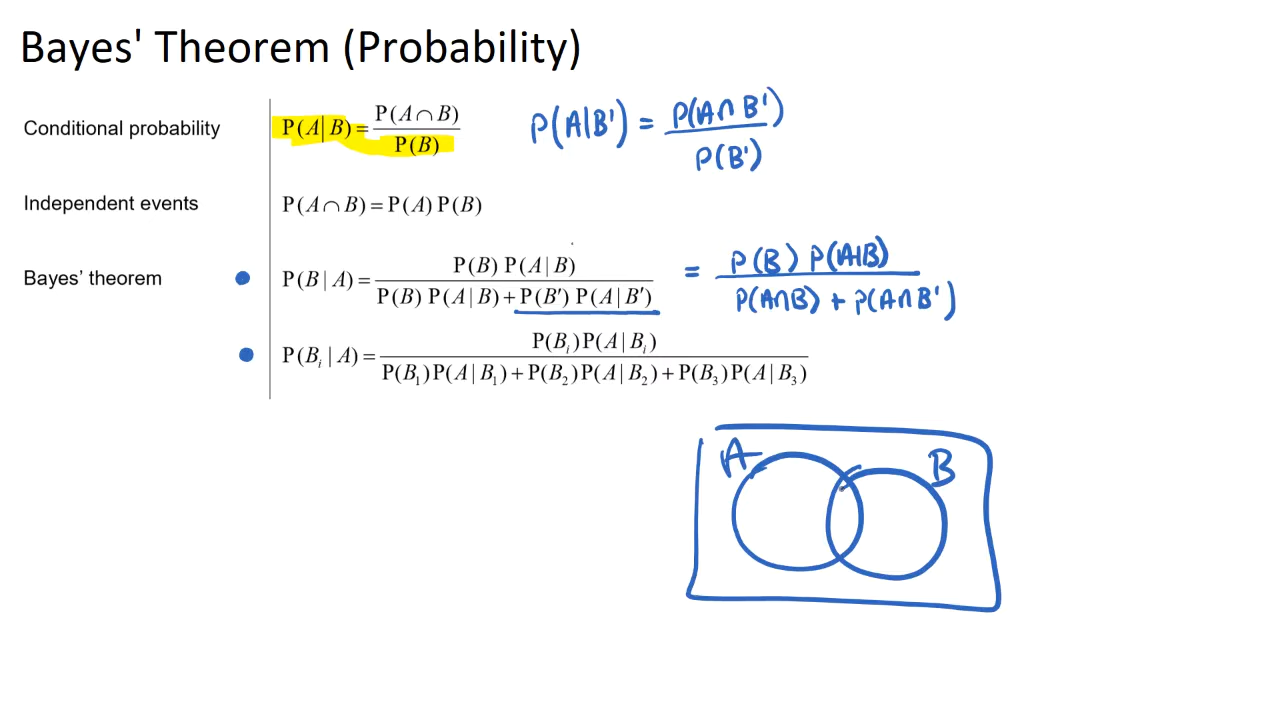 Bayes' Theorem (Probability)
Conditional probability P(A|B)= P(A∩B) / P(B) P(A|B') = P(A∩B') / P(B')
Independent events P(A∩B)=P(A)P(B)
Bayes’ theorem P(B|A)= P(B)P(A|B) / P(B)P(A|B)+P(B′)P(A|B′) = P(B) P(A|B) / P(A∩B) + P(A∩B')
P(Bᵢ|A)= P(Bᵢ)P(A|Bᵢ) / P(B₁)P(A|B₁)+P(B₂)P(A|B₂)+P(B₃)P(A|B₃)
A B